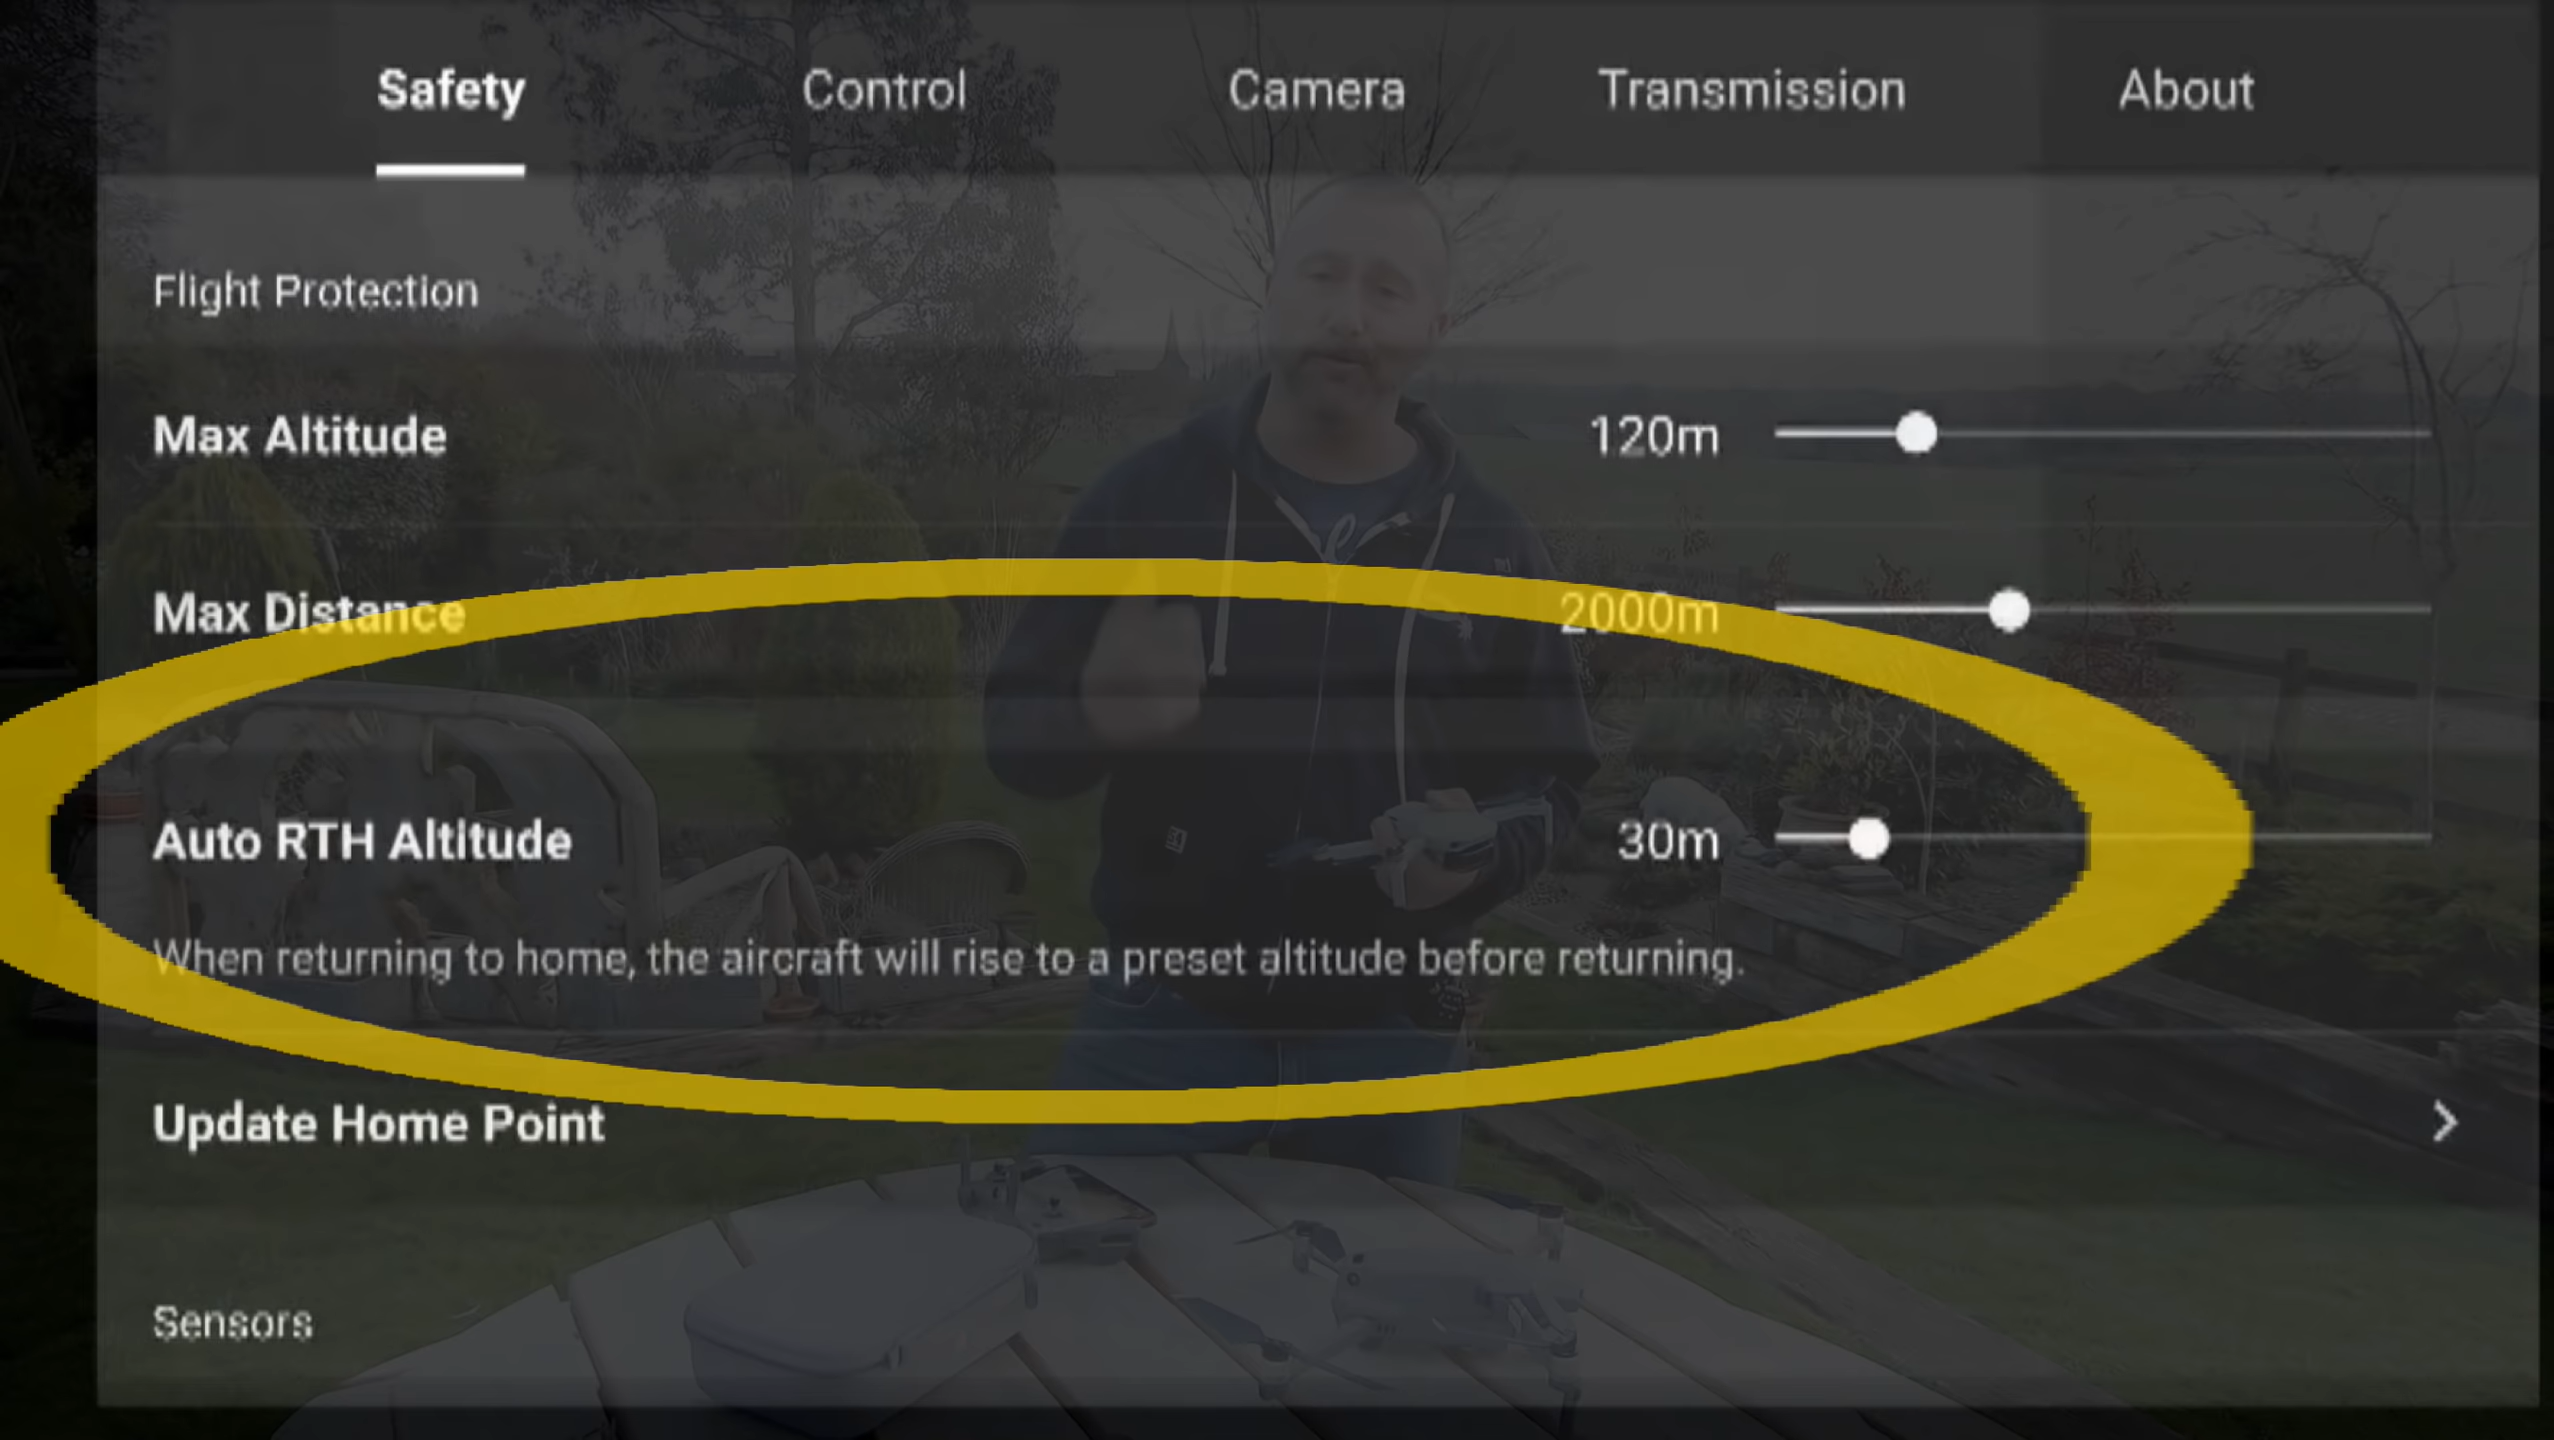 Safety Control Camera Transmission About
Flight Protection
Max Altitude 120m
Max Distance 2000m
Auto RTH Altitude 30m
When returning to home, the aircraft will rise to a preset altitude before returning.
Update Home Point
Sensors